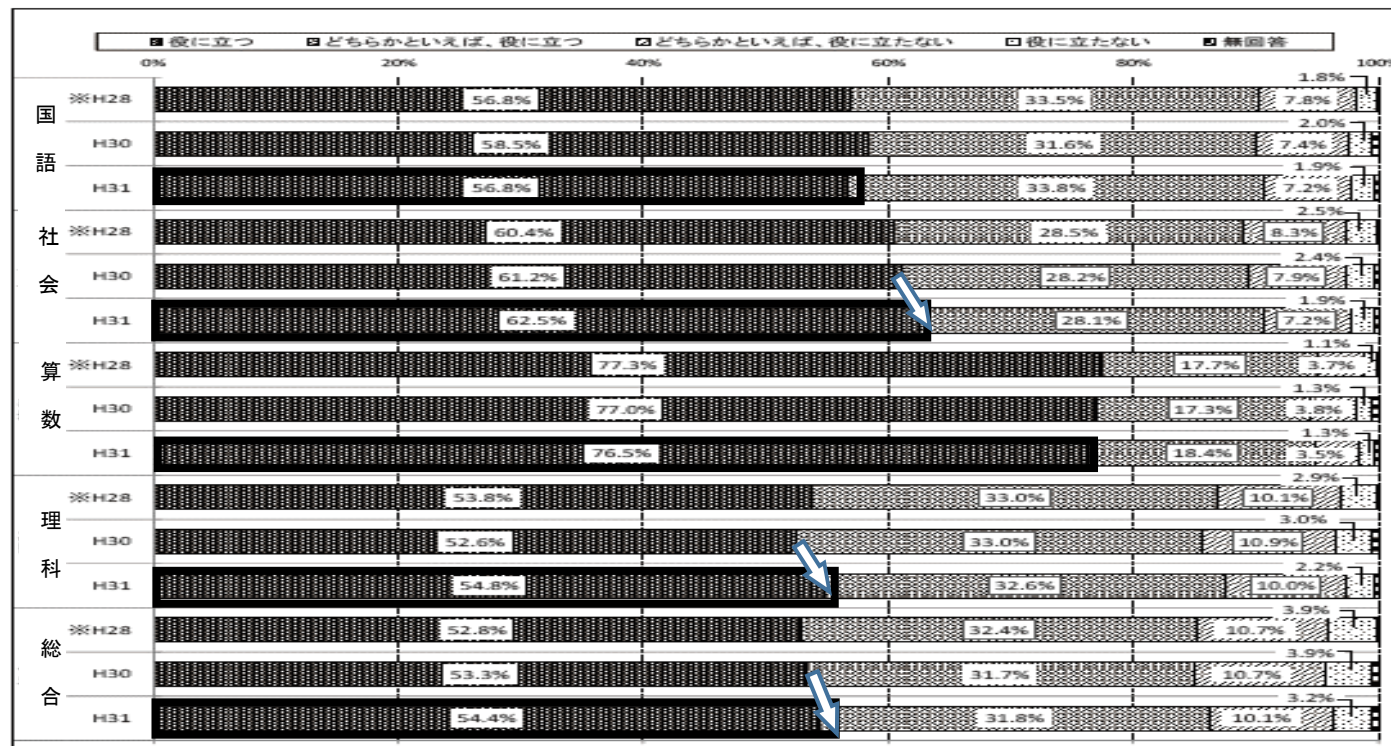 役に立つ どちらかといえば、役に立つ どちらかといえば、役に立たない 役に立たない 無回答
0% 20% 40% 60% 80% 100%
国語
※H28 56.8% 33.5% 7.8% 1.8%
H30 58.5% 31.6% 7.4% 2.0%
H31 56.8% 33.8% 7.2% 1.9%
社会
※H28 60.4% 28.5% 8.3% 2.5%
H30 61.2% 28.2% 7.9% 2.4%
H31 62.5% 28.1% 7.2% 1.9%
算数
※H28 77.3% 17.7% 3.7% 1.1%
H30 77.0% 17.3% 3.8% 1.3%
H31 76.5% 18.4% 3.5% 1.3%
理科
※H28 53.8% 33.0% 10.1% 2.9%
H30 52.6% 33.0% 10.9% 3.0%
H31 54.8% 32.6% 10.0% 2.2%
総合
※H28 52.8% 32.4% 10.7% 3.9%
H30 53.3% 31.7% 10.7% 3.9%
H31 54.4% 31.8% 10.1% 3.2%